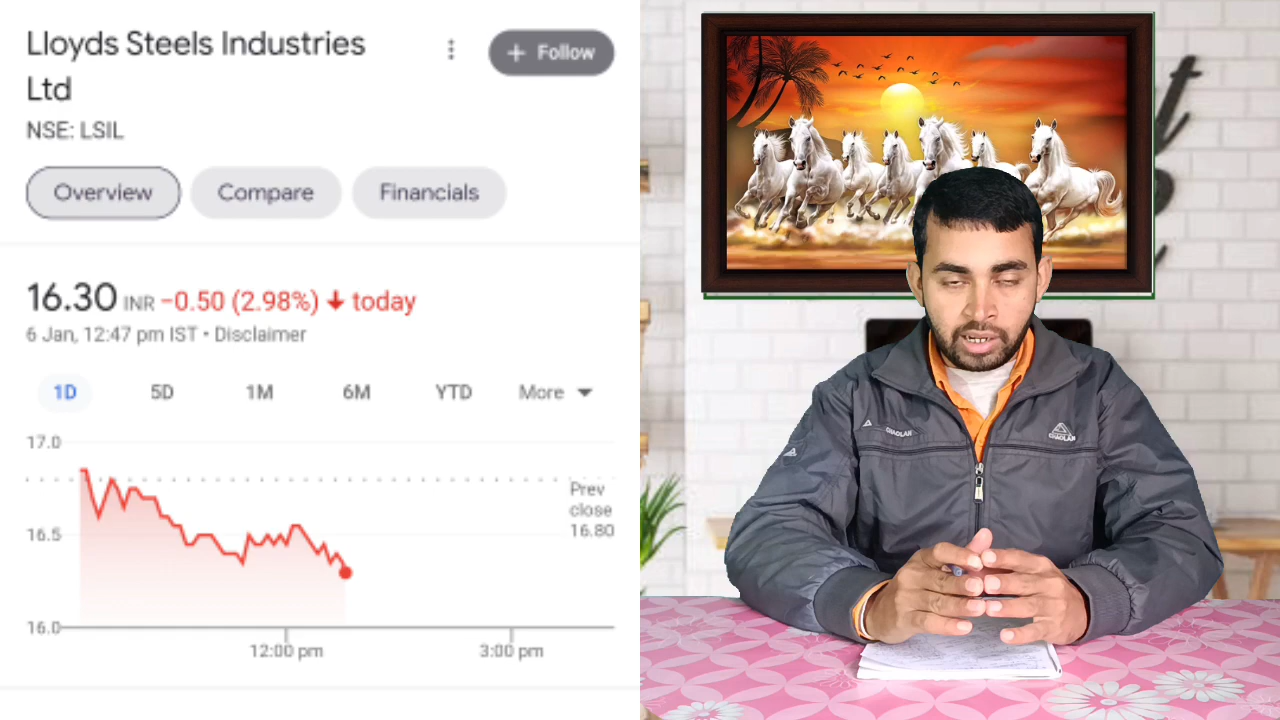 Lloyds Steels Industries
Ltd
+ Follow
NSE: LSIL
Overview Compare Financials
16.30 INR −0.50 (2.98%) ↓ today
6 Jan, 12:47 pm IST • Disclaimer
1D 5D 1M 6M YTD More
17.0
Prev
close
16.80
16.5
16.0
12:00 pm 3:00 pm